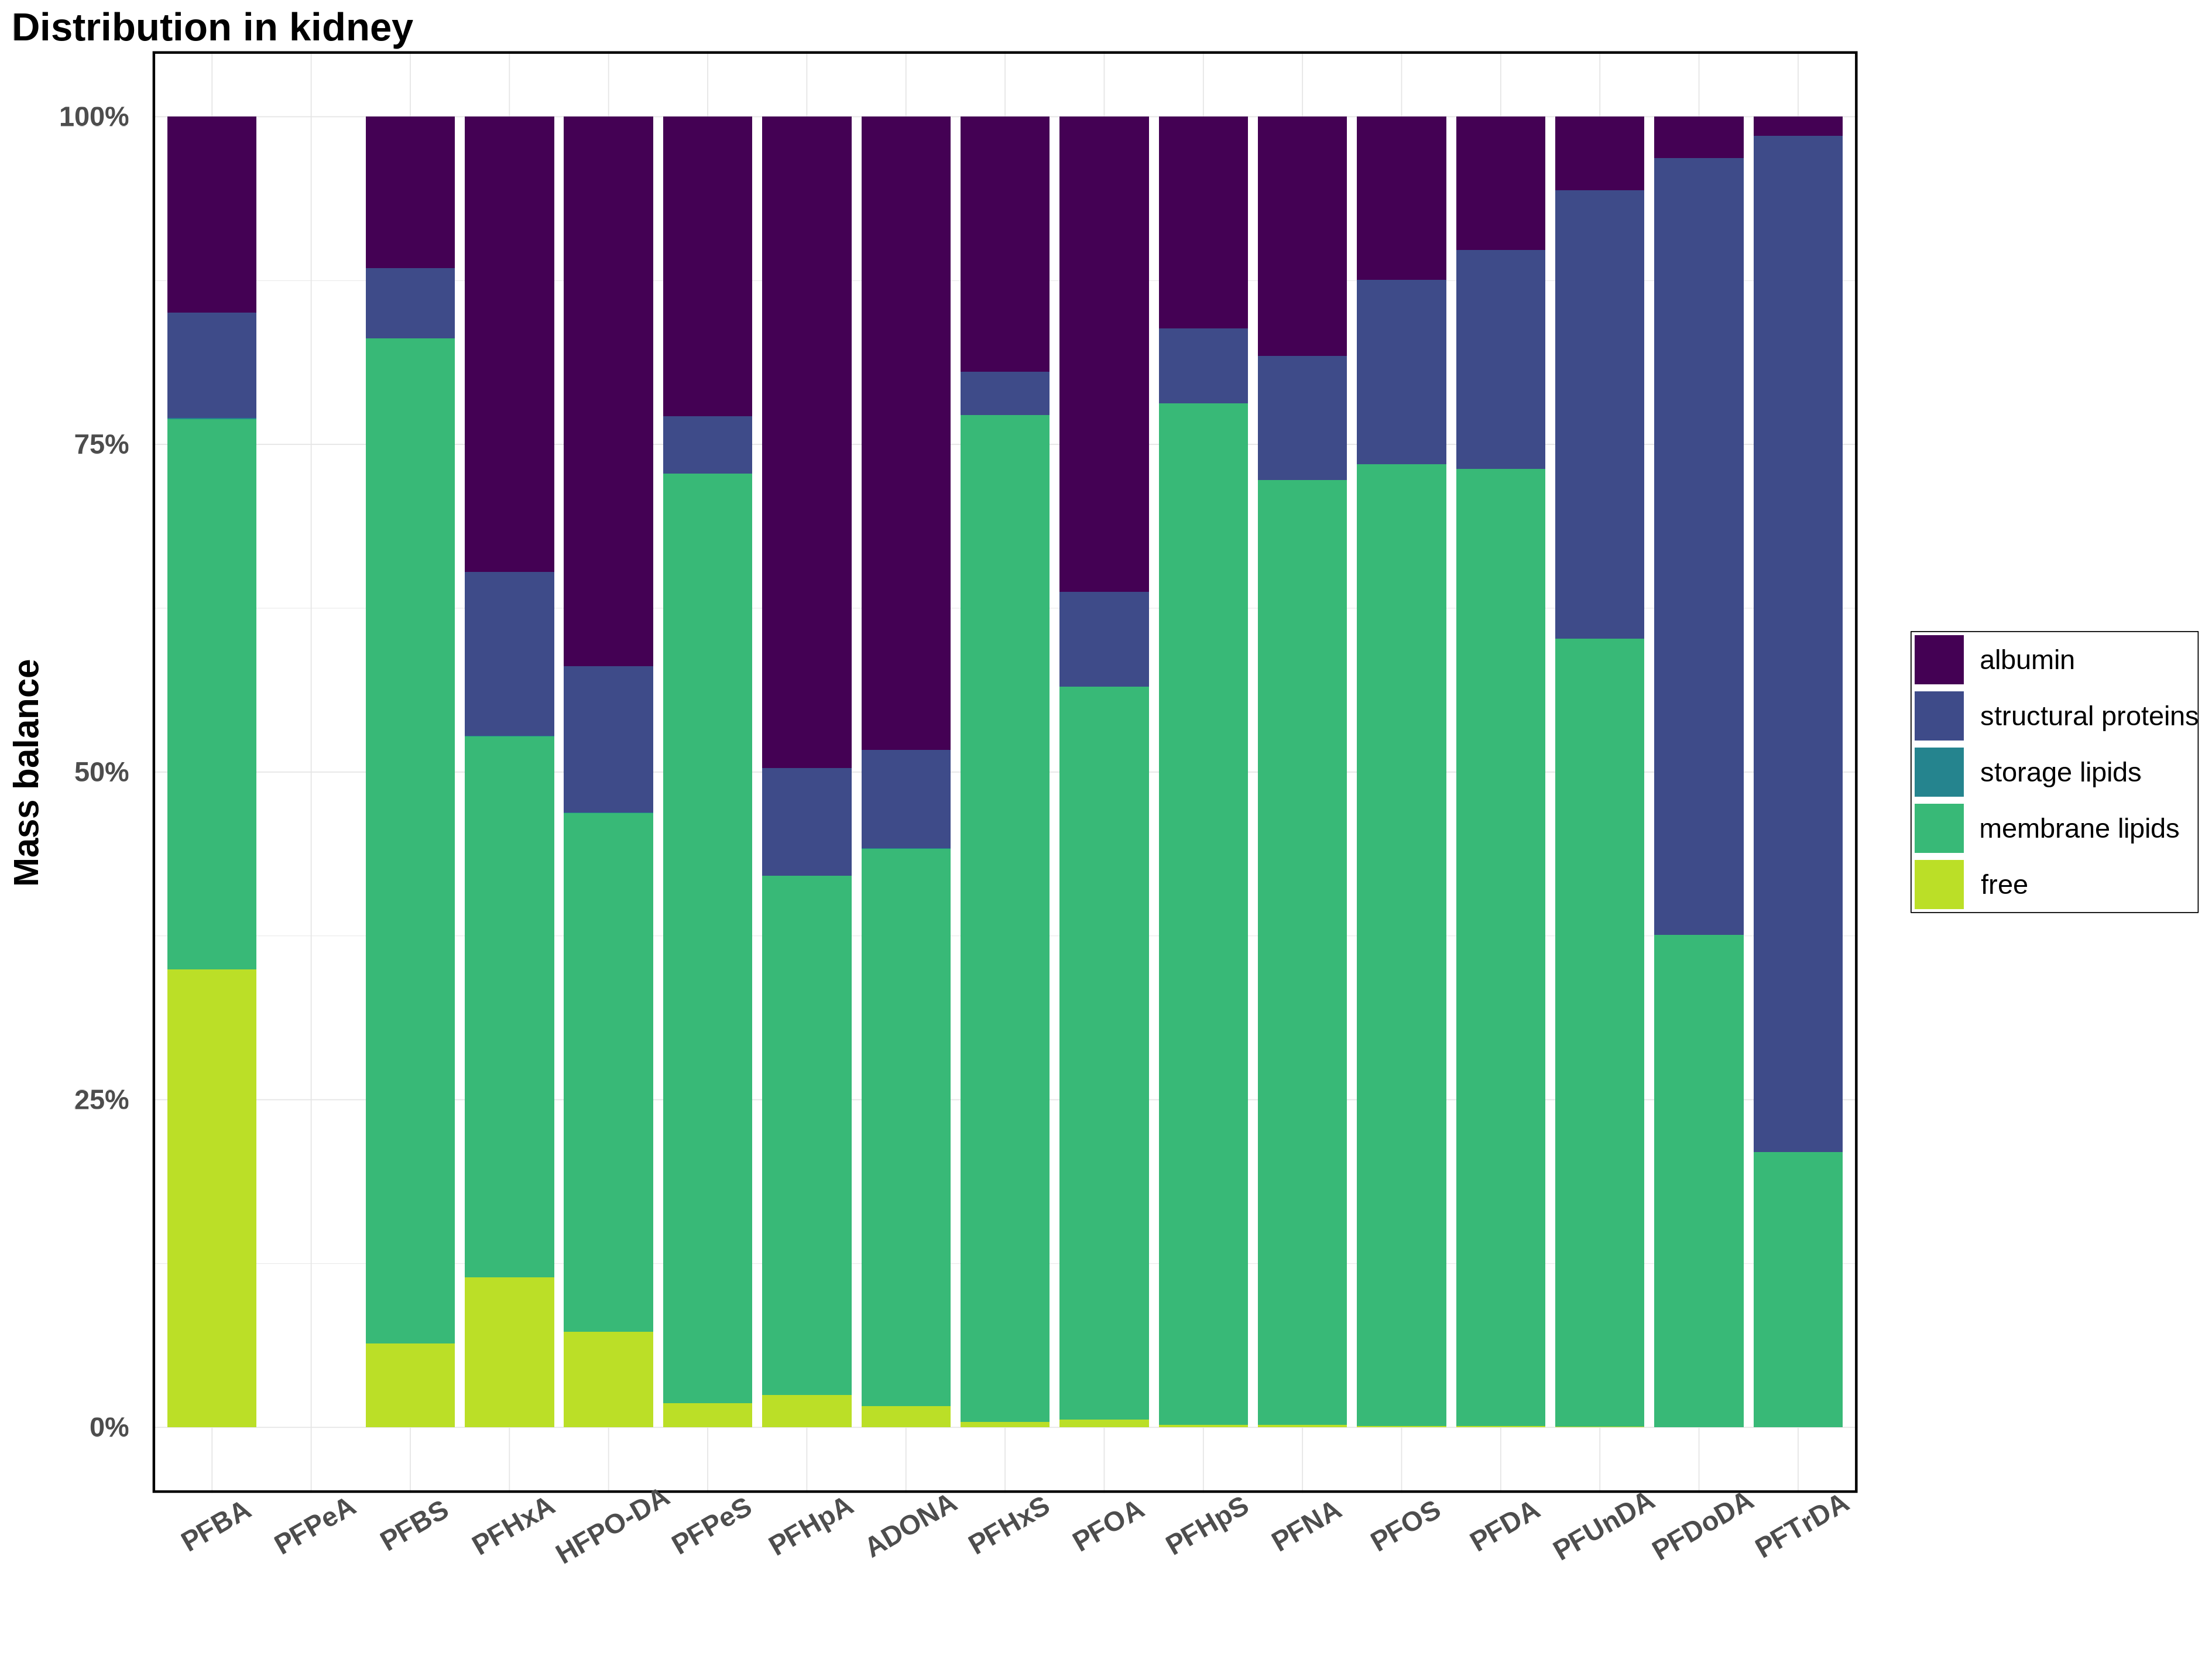 Distribution in kidney
Mass balance
100%
75%
50%
25%
0%
PFBA
PFPeA
PFBS
PFHxA
HFPO-DA
PFPeS
PFHpA
ADONA
PFHxS
PFOA
PFHpS
PFNA
PFOS
PFDA
PFUnDA
PFDoDA
PFTrDA
albumin
structural proteins
storage lipids
membrane lipids
free